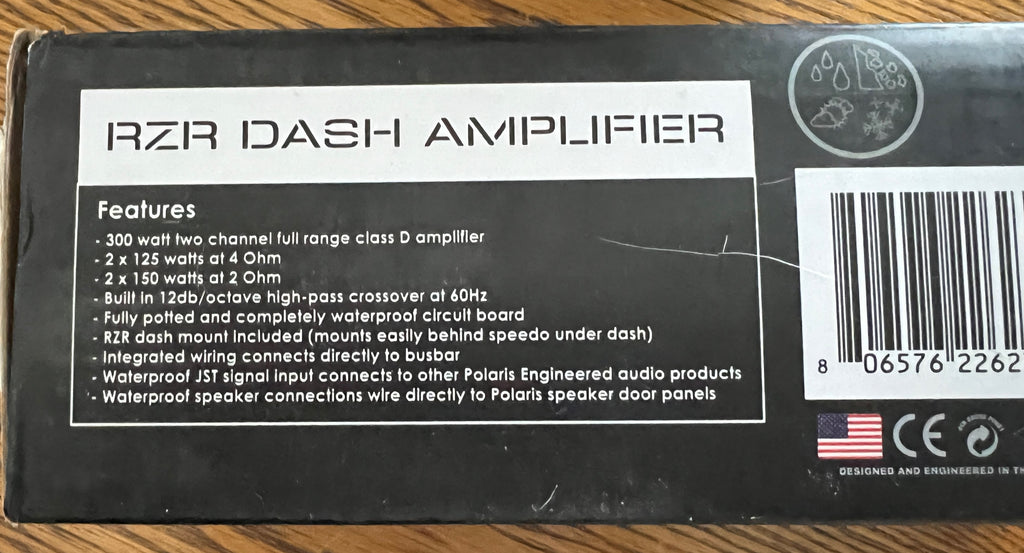 RZR DASH AMPLIFIER
Features
- 300 watt two channel full range class D amplifier
- 2 x 125 watts at 4 Ohm
- 2 x 150 watts at 2 Ohm
- Built in 12db/octave high-pass crossover at 60Hz
- Fully potted and completely waterproof circuit board
- RZR dash mount included (mounts easily behind speedo under dash)
- Integrated wiring connects directly to busbar
- Waterproof JST signal input connects to other Polaris Engineered audio products
- Waterproof speaker connections wire directly to Polaris speaker door panels
8 06576 2262
CE
DESIGNED AND ENGINEERED IN